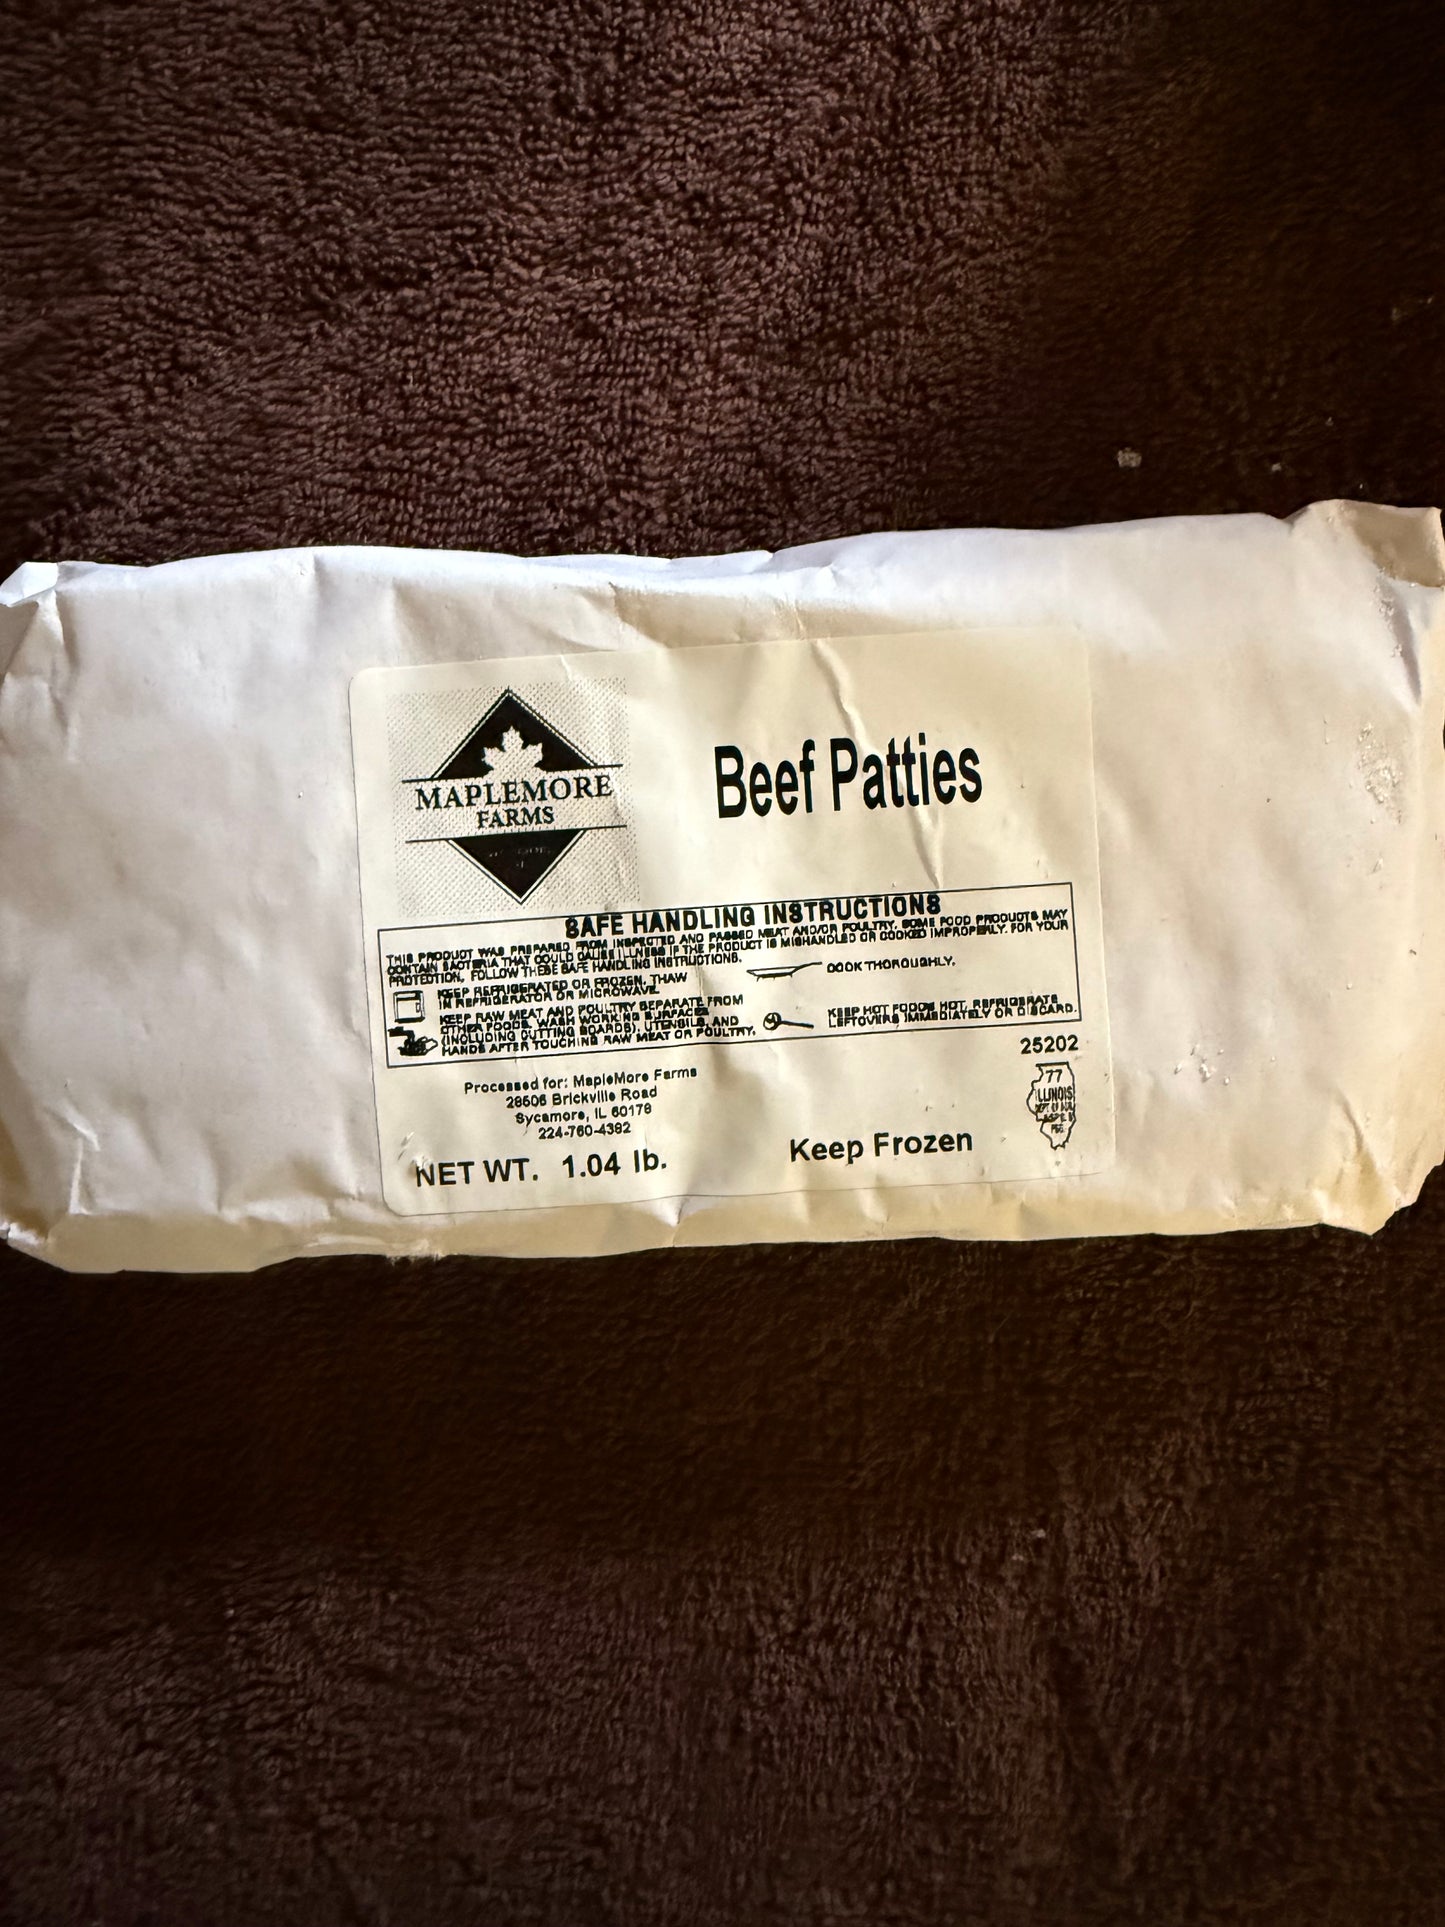 MAPLEMORE
FARMS
Beef Patties
SAFE HANDLING INSTRUCTIONS
THIS PRODUCT WAS PREPARED FROM INSPECTED AND PASSED MEAT AND/OR POULTRY. SOME FOOD PRODUCTS MAY
CONTAIN BACTERIA THAT COULD CAUSE ILLNESS IF THE PRODUCT IS MISHANDLED OR COOKED IMPROPERLY. FOR YOUR
PROTECTION, FOLLOW THESE SAFE HANDLING INSTRUCTIONS.
KEEP REFRIGERATED OR FROZEN. THAW
IN REFRIGERATOR OR MICROWAVE.
KEEP RAW MEAT AND POULTRY SEPARATE FROM
OTHER FOODS. WASH WORKING SURFACES
(INCLUDING CUTTING BOARDS), UTENSILS, AND
HANDS AFTER TOUCHING RAW MEAT OR POULTRY.
COOK THOROUGHLY.
KEEP HOT FOODS HOT. REFRIGERATE
LEFTOVERS IMMEDIATELY OR DISCARD.
25202
77
ILLINOIS
Processed for: MapleMore Farms
28506 Brickville Road
Sycamore, IL 60178
224-760-4382
NET WT. 1.04 lb.
Keep Frozen